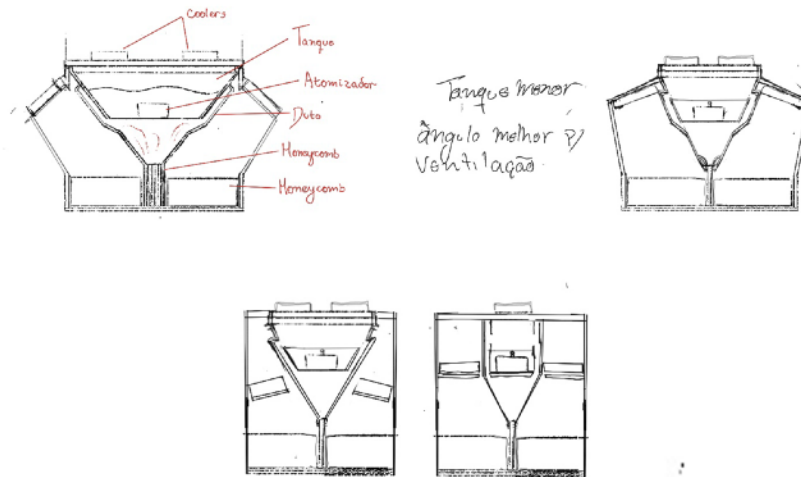 Coolers
Tanque
Atomizador
Duto
Honeycomb
Honeycomb
Tanque menor
ângulo melhor p/
ventilação